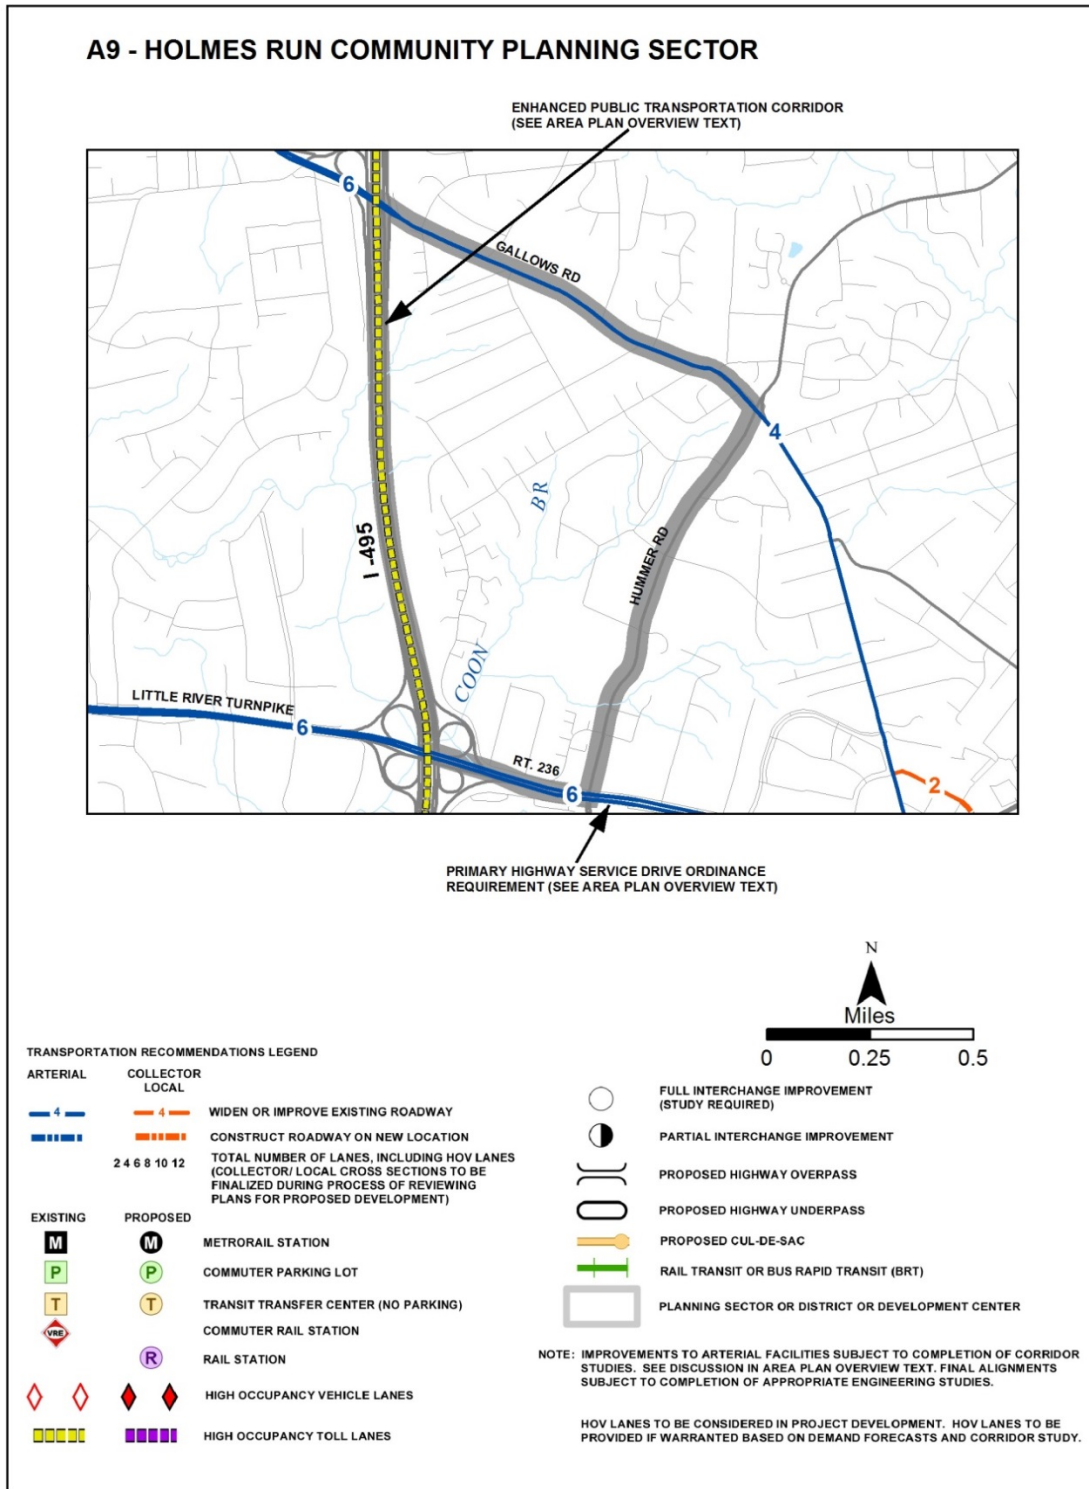 A9 - HOLMES RUN COMMUNITY PLANNING SECTOR
ENHANCED PUBLIC TRANSPORTATION CORRIDOR
(SEE AREA PLAN OVERVIEW TEXT)
6
GALLOWS RD
4
BR
I -495
HUMMER RD
COON
LITTLE RIVER TURNPIKE
6
RT. 236
6
2
PRIMARY HIGHWAY SERVICE DRIVE ORDINANCE
REQUIREMENT (SEE AREA PLAN OVERVIEW TEXT)
N
Miles
0 0.25 0.5
TRANSPORTATION RECOMMENDATIONS LEGEND
ARTERIAL COLLECTOR
LOCAL
4 4 WIDEN OR IMPROVE EXISTING ROADWAY
CONSTRUCT ROADWAY ON NEW LOCATION
2 4 6 8 10 12 TOTAL NUMBER OF LANES, INCLUDING HOV LANES
(COLLECTOR/ LOCAL CROSS SECTIONS TO BE
FINALIZED DURING PROCESS OF REVIEWING
PLANS FOR PROPOSED DEVELOPMENT)
EXISTING PROPOSED
M M METRORAIL STATION
P P COMMUTER PARKING LOT
T T TRANSIT TRANSFER CENTER (NO PARKING)
VRE COMMUTER RAIL STATION
R RAIL STATION
HIGH OCCUPANCY VEHICLE LANES
HIGH OCCUPANCY TOLL LANES
FULL INTERCHANGE IMPROVEMENT
(STUDY REQUIRED)
PARTIAL INTERCHANGE IMPROVEMENT
PROPOSED HIGHWAY OVERPASS
PROPOSED HIGHWAY UNDERPASS
PROPOSED CUL-DE-SAC
RAIL TRANSIT OR BUS RAPID TRANSIT (BRT)
PLANNING SECTOR OR DISTRICT OR DEVELOPMENT CENTER
NOTE: IMPROVEMENTS TO ARTERIAL FACILITIES SUBJECT TO COMPLETION OF CORRIDOR
STUDIES. SEE DISCUSSION IN AREA PLAN OVERVIEW TEXT. FINAL ALIGNMENTS
SUBJECT TO COMPLETION OF APPROPRIATE ENGINEERING STUDIES.
HOV LANES TO BE CONSIDERED IN PROJECT DEVELOPMENT. HOV LANES TO BE
PROVIDED IF WARRANTED BASED ON DEMAND FORECASTS AND CORRIDOR STUDY.